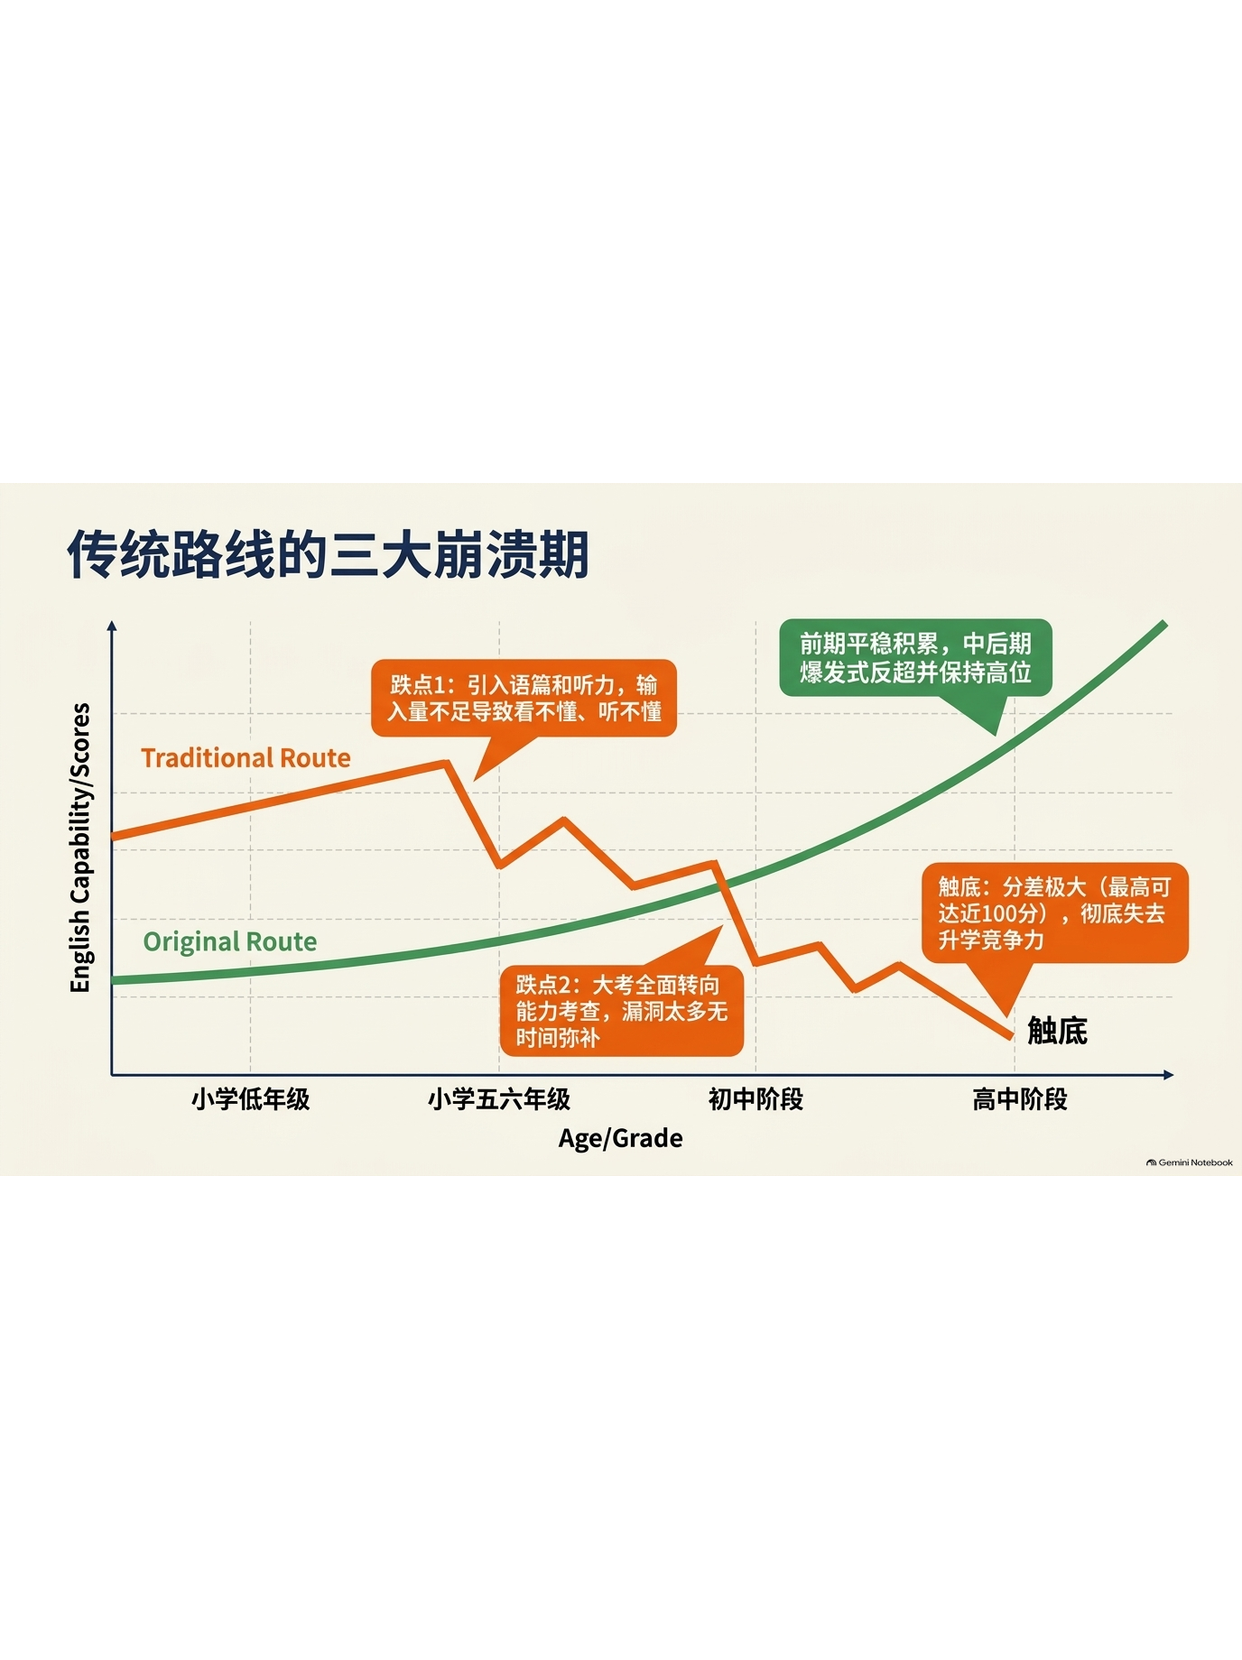 传统路线的三大崩溃期
前期平稳积累，中后期
爆发式反超并保持高位
跌点1：引入语篇和听力，输
入量不足导致看不懂、听不懂
Traditional Route
English Capability/Scores
Original Route
触底：分差极大（最高可
达近100分），彻底失去
升学竞争力
跌点2：大考全面转向
能力考查，漏洞太多无
时间弥补
触底
小学低年级
小学五六年级
初中阶段
高中阶段
Age/Grade
Gemini Notebook